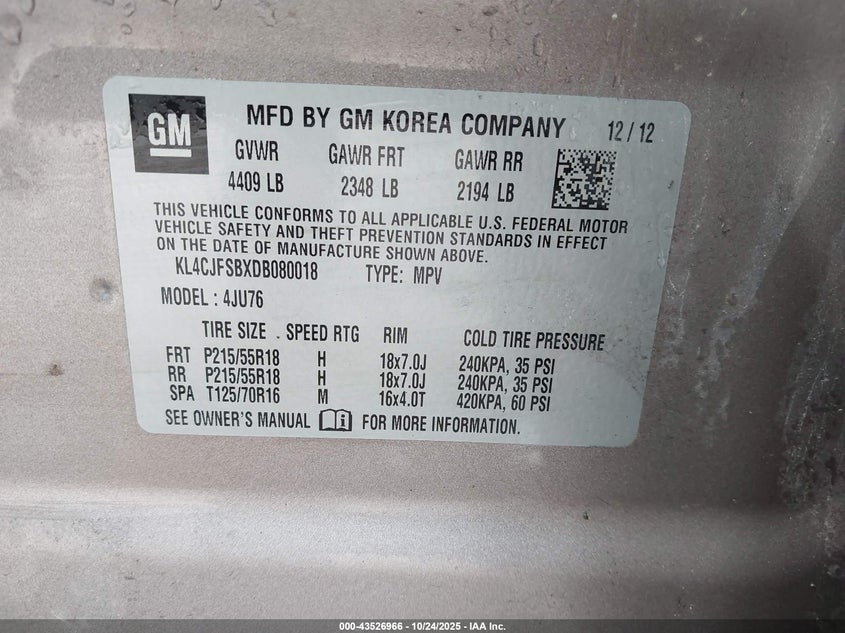 GM
MFD BY GM KOREA COMPANY 12/12
GVWR GAWR FRT GAWR RR
4409 LB 2348 LB 2194 LB
THIS VEHICLE CONFORMS TO ALL APPLICABLE U.S. FEDERAL MOTOR
VEHICLE SAFETY AND THEFT PREVENTION STANDARDS IN EFFECT
ON THE DATE OF MANUFACTURE SHOWN ABOVE.
KL4CJFSBXDB080018 TYPE: MPV
MODEL : 4JU76
TIRE SIZE . SPEED RTG RIM COLD TIRE PRESSURE
FRT P215/55R18 H 18x7.0J 240KPA, 35 PSI
RR P215/55R18 H 18x7.0J 240KPA, 35 PSI
SPA T125/70R16 M 16x4.0T 420KPA, 60 PSI
SEE OWNER'S MANUAL FOR MORE INFORMATION.
000-43526966 - 10/24/2025 - IAA Inc.